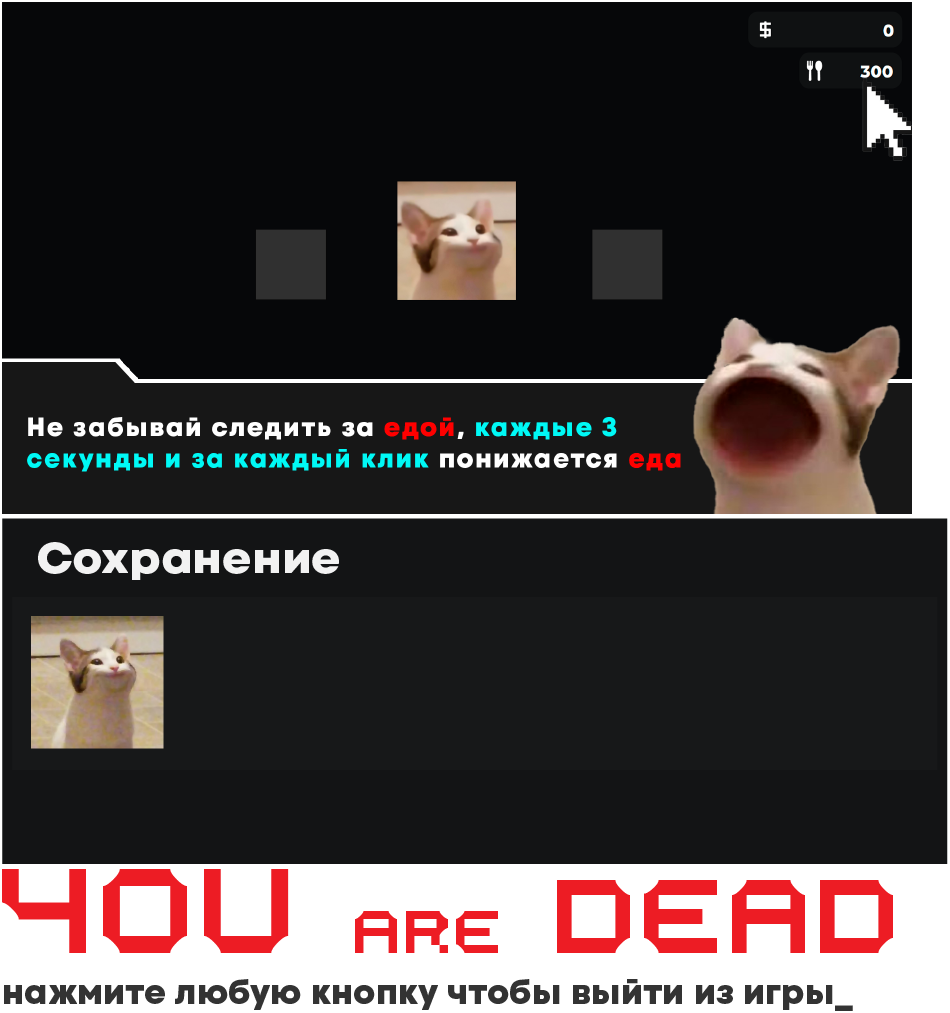 $ 0
300
Не забывай следить за едой, каждые 3
секунды и за каждый клик понижается еда
Сохранение
YOU ARE DEAD
нажмите любую кнопку чтобы выйти из игры_